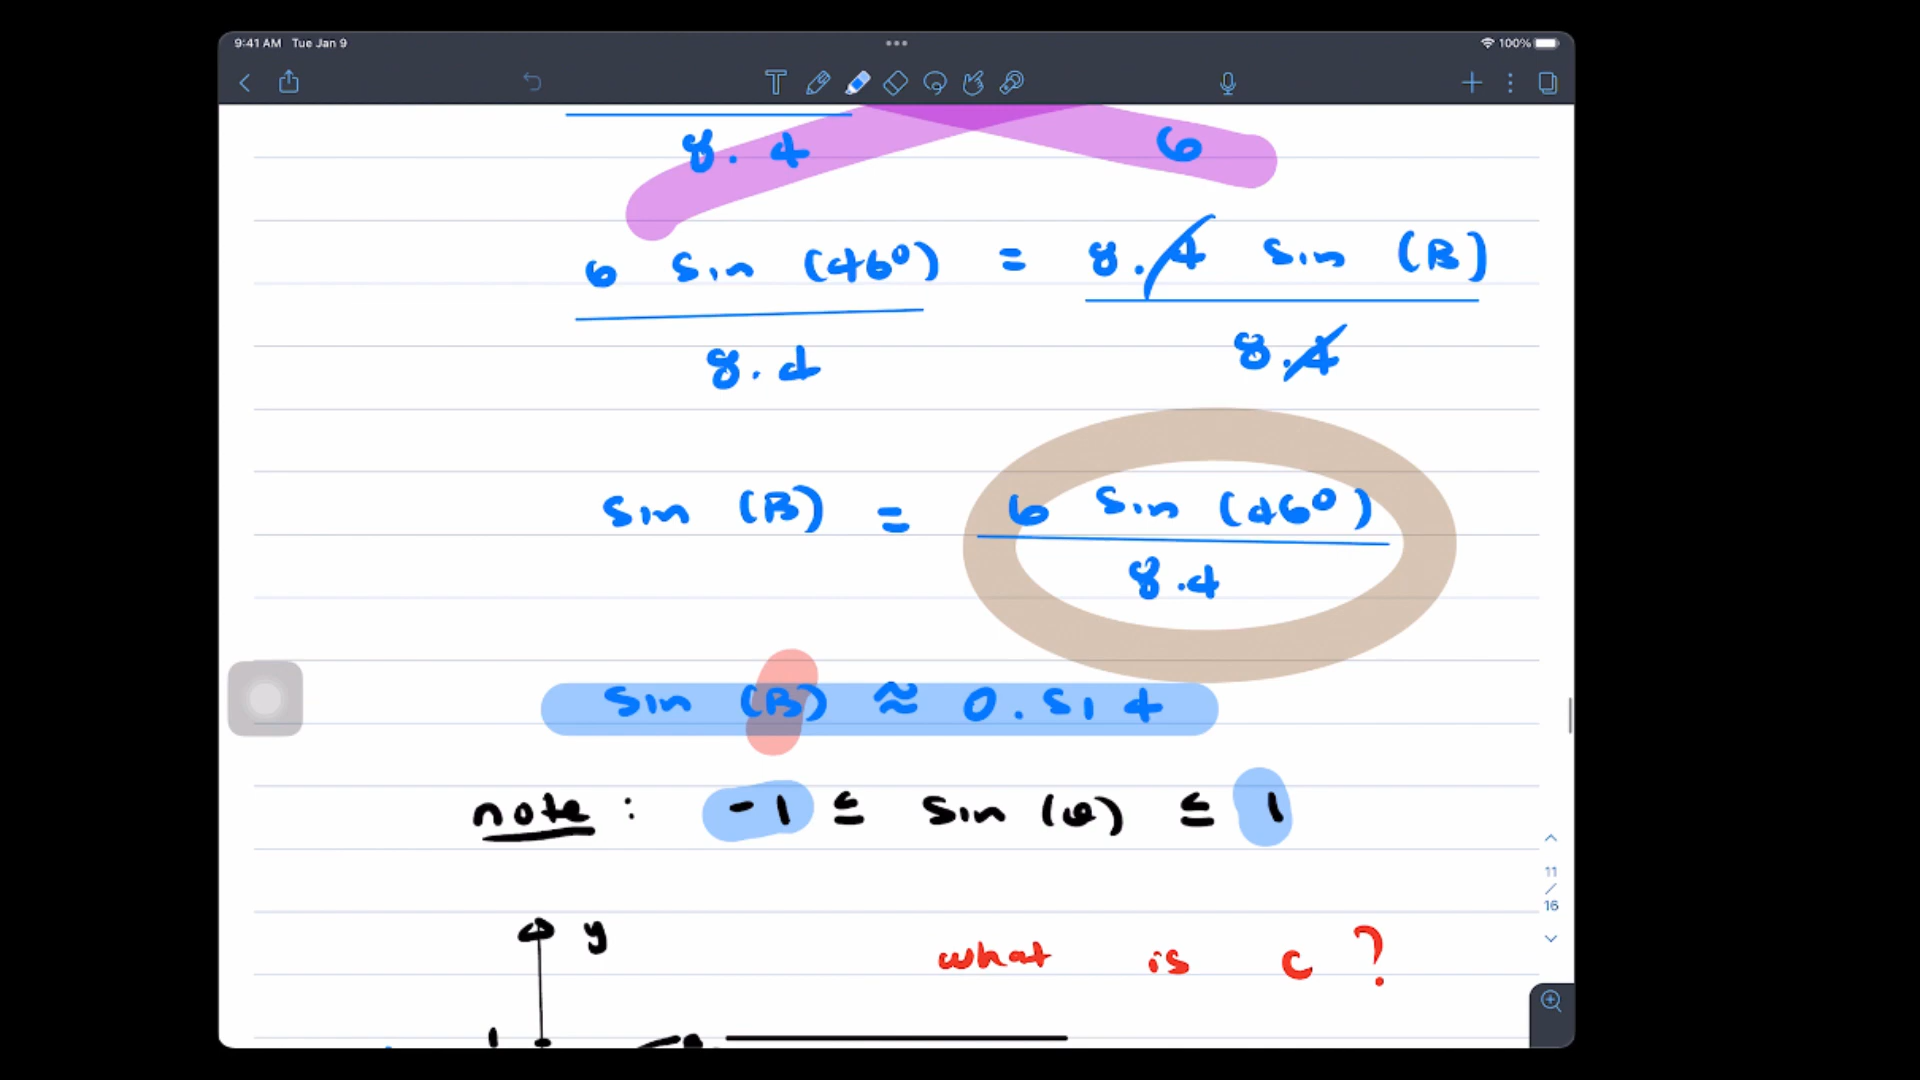 9:41 AM Tue Jan 9
100%
T
8.4 6
6 sin (46°) = 8.4 sin (B)
8.4 8.4
sin (B) = 6 sin (46°)
8.4
sin (B) ≈ 0.514
note : -1 ≤ sin (θ) ≤ 1
11
/
16
y
what is c ?
1